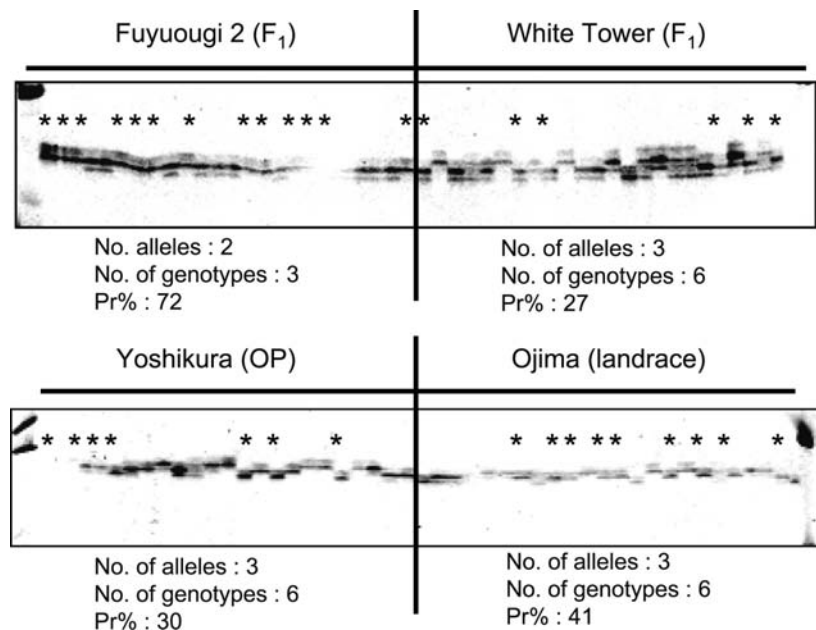 Fuyuougi 2 (F₁)
White Tower (F₁)
*** *** * ** *** ** * * * * *
No. alleles : 2
No. of genotypes : 3
Pr% : 72
No. of alleles : 3
No. of genotypes : 6
Pr% : 27
Yoshikura (OP)
Ojima (landrace)
* *** * * * * ** ** * * * *
No. of alleles : 3
No. of genotypes : 6
Pr% : 30
No. of alleles : 3
No. of genotypes : 6
Pr% : 41